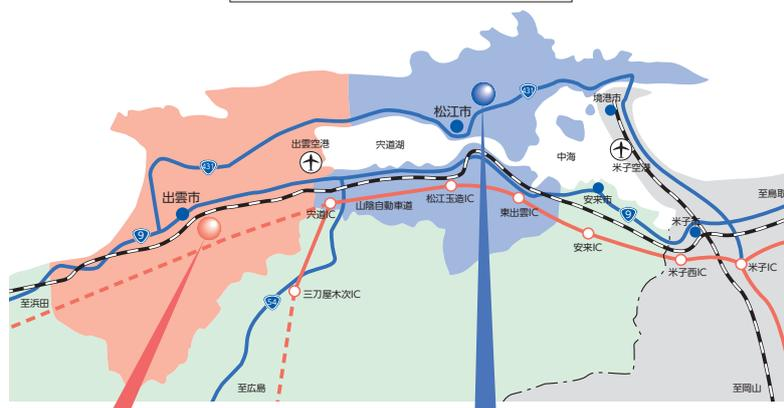 431
松江市
境港市
出雲空港
宍道湖
中海
米子空港
431
出雲市
安来市
至鳥取
宍道IC
山陰自動車道
松江玉造IC
東出雲IC
9
米子市
9
安来IC
米子西IC
米子IC
至浜田
54
三刀屋木次IC
至広島
至岡山